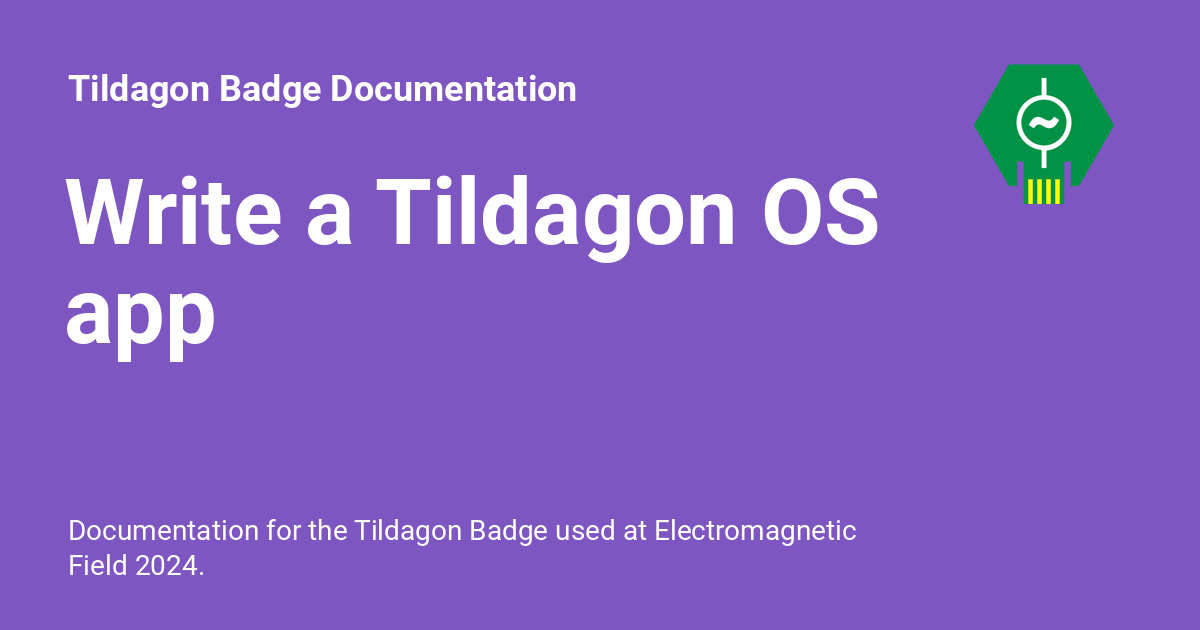 Tildagon Badge Documentation
Write a Tildagon OS
app
Documentation for the Tildagon Badge used at Electromagnetic
Field 2024.